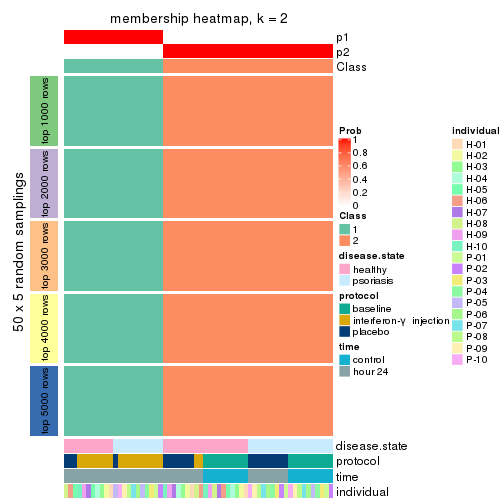 membership heatmap, k = 2
p1
p2
Class
50 x 5 random samplings
top 1000 rows
top 2000 rows
top 3000 rows
top 4000 rows
top 5000 rows
disease.state
protocol
time
individual
Prob
1
0.8
0.6
0.4
0.2
0
Class
1
2
disease.state
healthy
psoriasis
protocol
baseline
interferon-γ injection
placebo
time
control
hour 24
individual
H-01
H-02
H-03
H-04
H-05
H-06
H-07
H-08
H-09
H-10
P-01
P-02
P-03
P-04
P-05
P-06
P-07
P-08
P-09
P-10